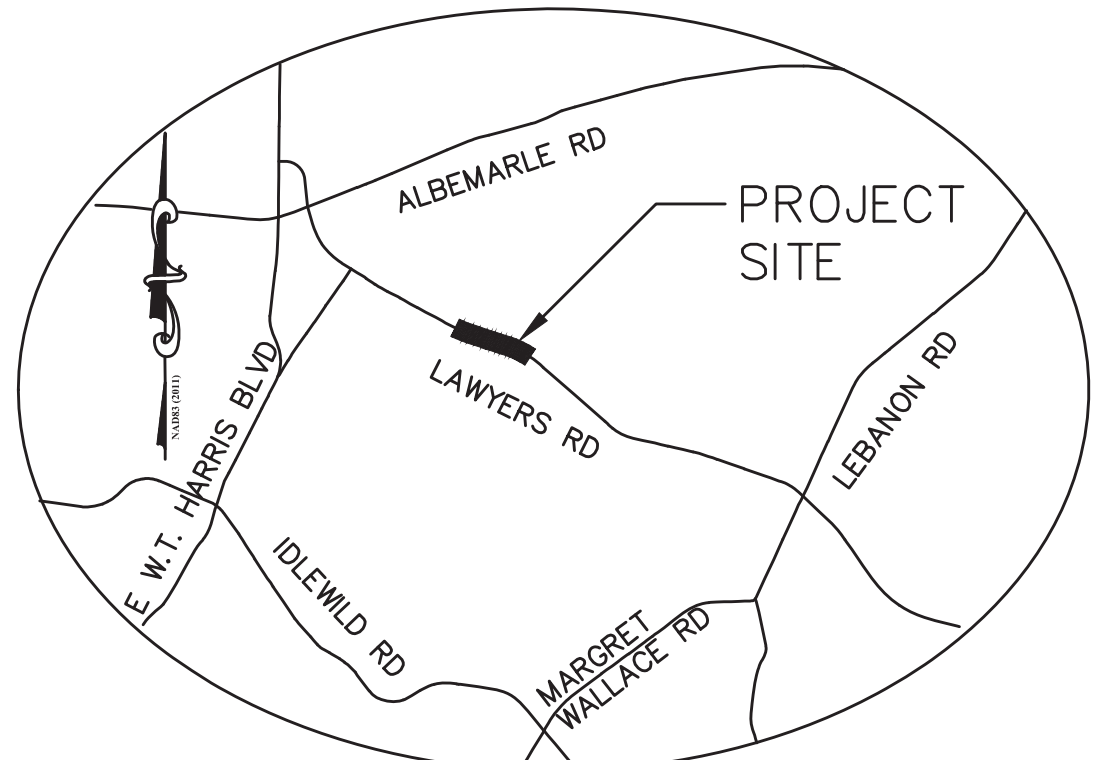 ALBEMARLE RD
PROJECT
SITE
LAWYERS RD
LEBANON RD
NAD83 (2011)
E W.T. HARRIS BLVD
IDLEWILD RD
MARGRET
WALLACE RD